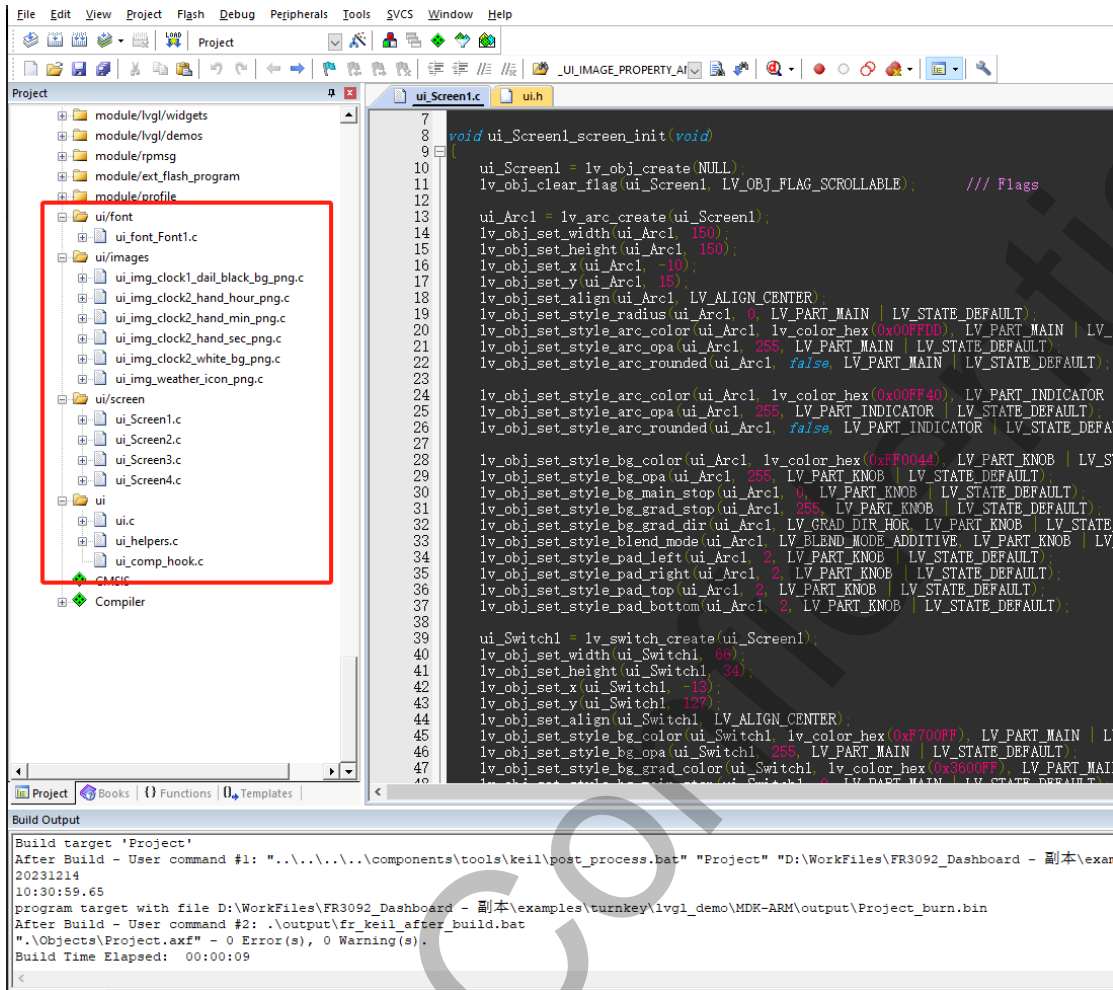 File Edit View Project Flash Debug Peripherals Tools SVCS Window Help
LOAD Project
_UI_IMAGE_PROPERTY_AI
Project
ui_Screen1.c ui.h
module/lvgl/widgets
module/lvgl/demos
module/rpmsg
module/ext_flash_program
module/profile
ui/font
ui_font_Font1.c
ui/images
ui_img_clock1_dail_black_bg_png.c
ui_img_clock2_hand_hour_png.c
ui_img_clock2_hand_min_png.c
ui_img_clock2_hand_sec_png.c
ui_img_clock2_white_bg_png.c
ui_img_weather_icon_png.c
ui/screen
ui_Screen1.c
ui_Screen2.c
ui_Screen3.c
ui_Screen4.c
ui
ui.c
ui_helpers.c
ui_comp_hook.c
CMSIS
Compiler
Project Books {} Functions Templates
7
8 void ui_Screen1_screen_init(void)
9 {
10 ui_Screen1 = lv_obj_create(NULL);
11 lv_obj_clear_flag(ui_Screen1, LV_OBJ_FLAG_SCROLLABLE); /// Flags
12
13 ui_Arc1 = lv_arc_create(ui_Screen1);
14 lv_obj_set_width(ui_Arc1, 150);
15 lv_obj_set_height(ui_Arc1, 150);
16 lv_obj_set_x(ui_Arc1, -10);
17 lv_obj_set_y(ui_Arc1, 15);
18 lv_obj_set_align(ui_Arc1, LV_ALIGN_CENTER);
19 lv_obj_set_style_radius(ui_Arc1, 0, LV_PART_MAIN | LV_STATE_DEFAULT);
20 lv_obj_set_style_arc_color(ui_Arc1, lv_color_hex(0x00FFDD), LV_PART_MAIN | LV_
21 lv_obj_set_style_arc_opa(ui_Arc1, 255, LV_PART_MAIN | LV_STATE_DEFAULT);
22 lv_obj_set_style_arc_rounded(ui_Arc1, false, LV_PART_MAIN | LV_STATE_DEFAULT);
23
24 lv_obj_set_style_arc_color(ui_Arc1, lv_color_hex(0x00FF40), LV_PART_INDICATOR
25 lv_obj_set_style_arc_opa(ui_Arc1, 255, LV_PART_INDICATOR | LV_STATE_DEFAULT);
26 lv_obj_set_style_arc_rounded(ui_Arc1, false, LV_PART_INDICATOR | LV_STATE_DEFA
27
28 lv_obj_set_style_bg_color(ui_Arc1, lv_color_hex(0xFF0044), LV_PART_KNOB | LV_S
29 lv_obj_set_style_bg_opa(ui_Arc1, 255, LV_PART_KNOB | LV_STATE_DEFAULT);
30 lv_obj_set_style_bg_main_stop(ui_Arc1, 0, LV_PART_KNOB | LV_STATE_DEFAULT);
31 lv_obj_set_style_bg_grad_stop(ui_Arc1, 255, LV_PART_KNOB | LV_STATE_DEFAULT);
32 lv_obj_set_style_bg_grad_dir(ui_Arc1, LV_GRAD_DIR_HOR, LV_PART_KNOB | LV_STATE
33 lv_obj_set_style_blend_mode(ui_Arc1, LV_BLEND_MODE_ADDITIVE, LV_PART_KNOB | LV
34 lv_obj_set_style_pad_left(ui_Arc1, 2, LV_PART_KNOB | LV_STATE_DEFAULT);
35 lv_obj_set_style_pad_right(ui_Arc1, 2, LV_PART_KNOB | LV_STATE_DEFAULT);
36 lv_obj_set_style_pad_top(ui_Arc1, 2, LV_PART_KNOB | LV_STATE_DEFAULT);
37 lv_obj_set_style_pad_bottom(ui_Arc1, 2, LV_PART_KNOB | LV_STATE_DEFAULT);
38
39 ui_Switch1 = lv_switch_create(ui_Screen1);
40 lv_obj_set_width(ui_Switch1, 66);
41 lv_obj_set_height(ui_Switch1, 34);
42 lv_obj_set_x(ui_Switch1, -13);
43 lv_obj_set_y(ui_Switch1, 127);
44 lv_obj_set_align(ui_Switch1, LV_ALIGN_CENTER);
45 lv_obj_set_style_bg_color(ui_Switch1, lv_color_hex(0xF700FF), LV_PART_MAIN | L
46 lv_obj_set_style_bg_opa(ui_Switch1, 255, LV_PART_MAIN | LV_STATE_DEFAULT);
47 lv_obj_set_style_bg_grad_color(ui_Switch1, lv_color_hex(0x3600FF), LV_PART_MAI
Build Output
Build target 'Project'
After Build - User command #1: "..\..\..\..\components\tools\keil\post_process.bat" "Project" "D:\WorkFiles\FR3092_Dashboard - 副本\exam
20231214
10:30:59.65
program target with file D:\WorkFiles\FR3092_Dashboard - 副本\examples\turnkey\lvgl_demo\MDK-ARM\output\Project_burn.bin
After Build - User command #2: .\output\fr_keil_after_build.bat
".\Objects\Project.axf" - 0 Error(s), 0 Warning(s).
Build Time Elapsed: 00:00:09